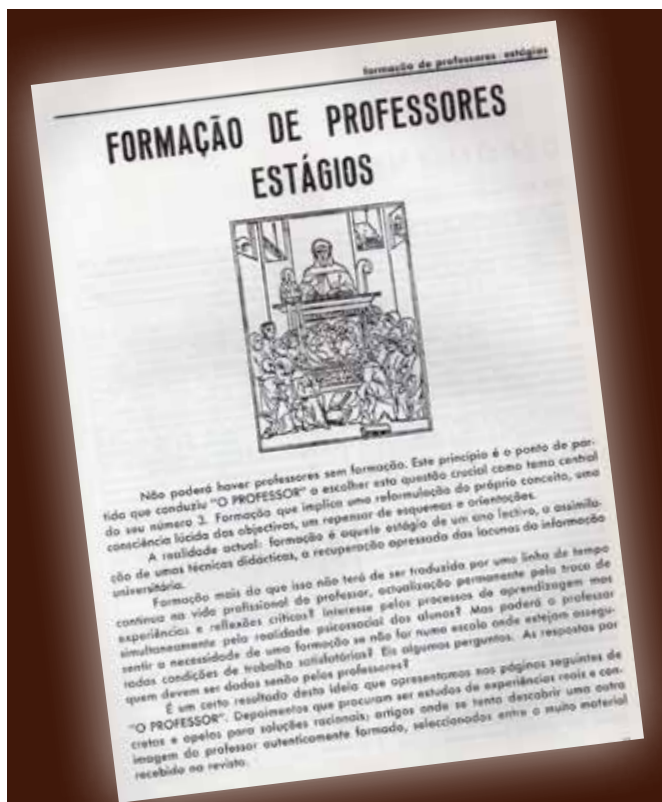 formação de professores estágios
FORMAÇÃO DE PROFESSORES
ESTÁGIOS
Não poderá haver professores sem formação. Este princípio é o ponto de par-
tida que conduziu "O PROFESSOR" a escolher esta questão crucial como tema central
do seu número 3. Formação que implica uma reformulação do próprio conceito, uma
consciência lúcida dos objectivos, um repensar de esquemas e orientações.
A realidade actual: formação é aquele estágio de um ano lectivo, a assimila-
ção de umas técnicas didácticas, a recuperação apressada das lacunas da informação
universitária.
Formação mais do que isso não terá de ser traduzida por uma linha de tempo
contínua na vida profissional do professor, actualização permanente pela troca de
experiências e reflexões críticas? Interesse pelos processos de aprendizagem mas
simultaneamente pela realidade psicossocial dos alunos? Mas poderá o professor
sentir a necessidade de uma formação se não for numa escola onde estejam assegu-
radas condições de trabalho satisfatórias? Eis algumas perguntas. As respostas por
quem devem ser dadas senão pelos professores?
É um certo resultado desta ideia que apresentamos nas páginas seguintes de
"O PROFESSOR". Depoimentos que procuram ser estudos de experiências reais e con-
cretas e apelos para soluções racionais; artigos onde se tenta descobrir uma outra
imagem do professor autenticamente formado, seleccionados entre o muito material
recebido na revista.